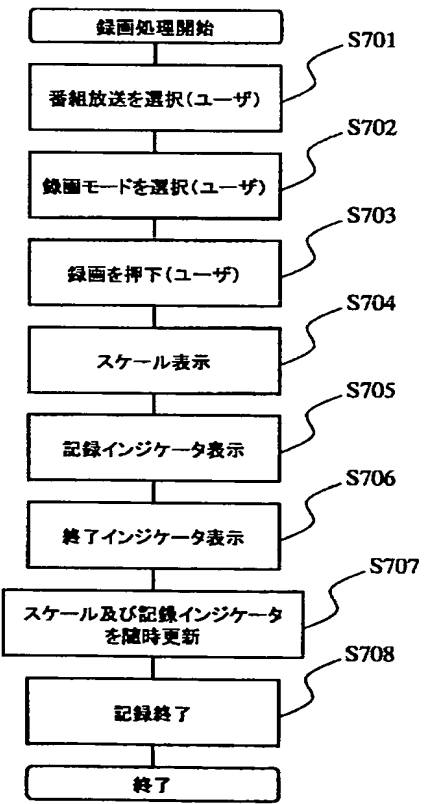 録画処理開始
S701
番組放送を選択(ユーザ)
S702
録画モードを選択(ユーザ)
S703
録画を押下(ユーザ)
S704
スケール表示
S705
記録インジケータ表示
S706
終了インジケータ表示
S707
スケール及び記録インジケータ
を随時更新
S708
記録終了
終了